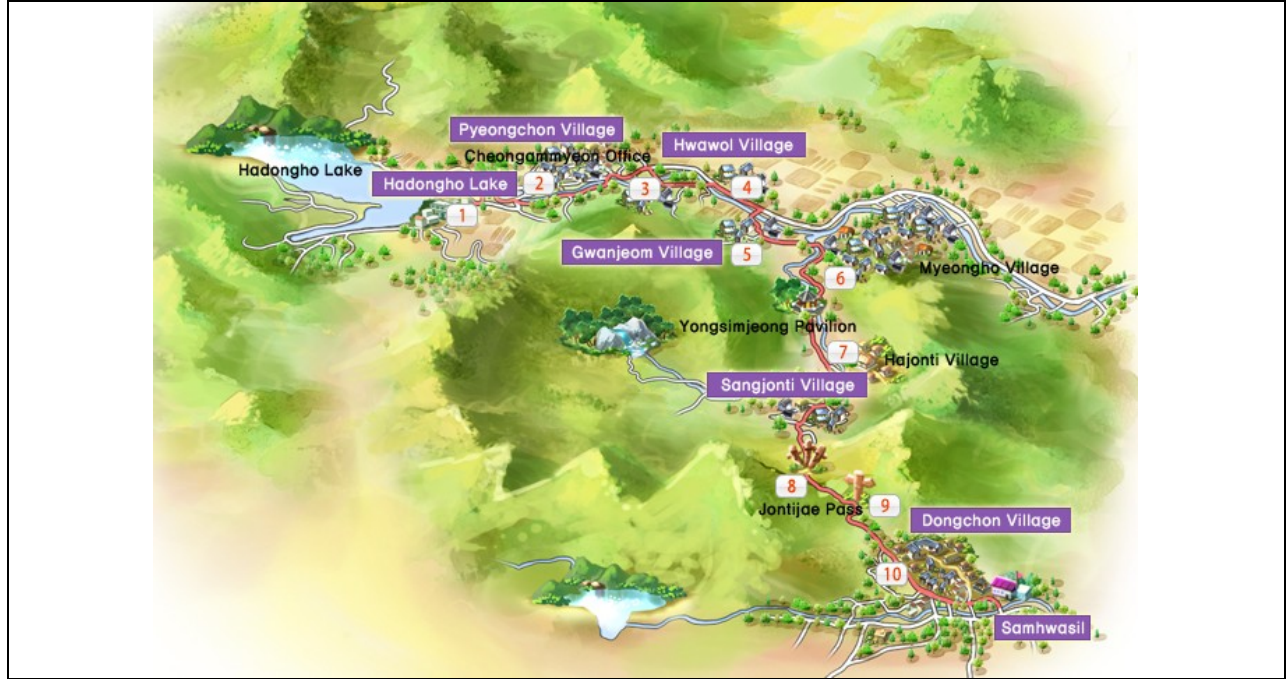 Pyeongchon Village
Hwawol Village
Cheongammyeon Office
Hadongho Lake
Hadongho Lake
2
3
4
1
Gwanjeom Village
5
6
Myeongho Village
Yongsimjeong Pavilion
7
Hajonti Village
Sangjonti Village
8
Jontijae Pass
9
Dongchon Village
10
Samhwasil